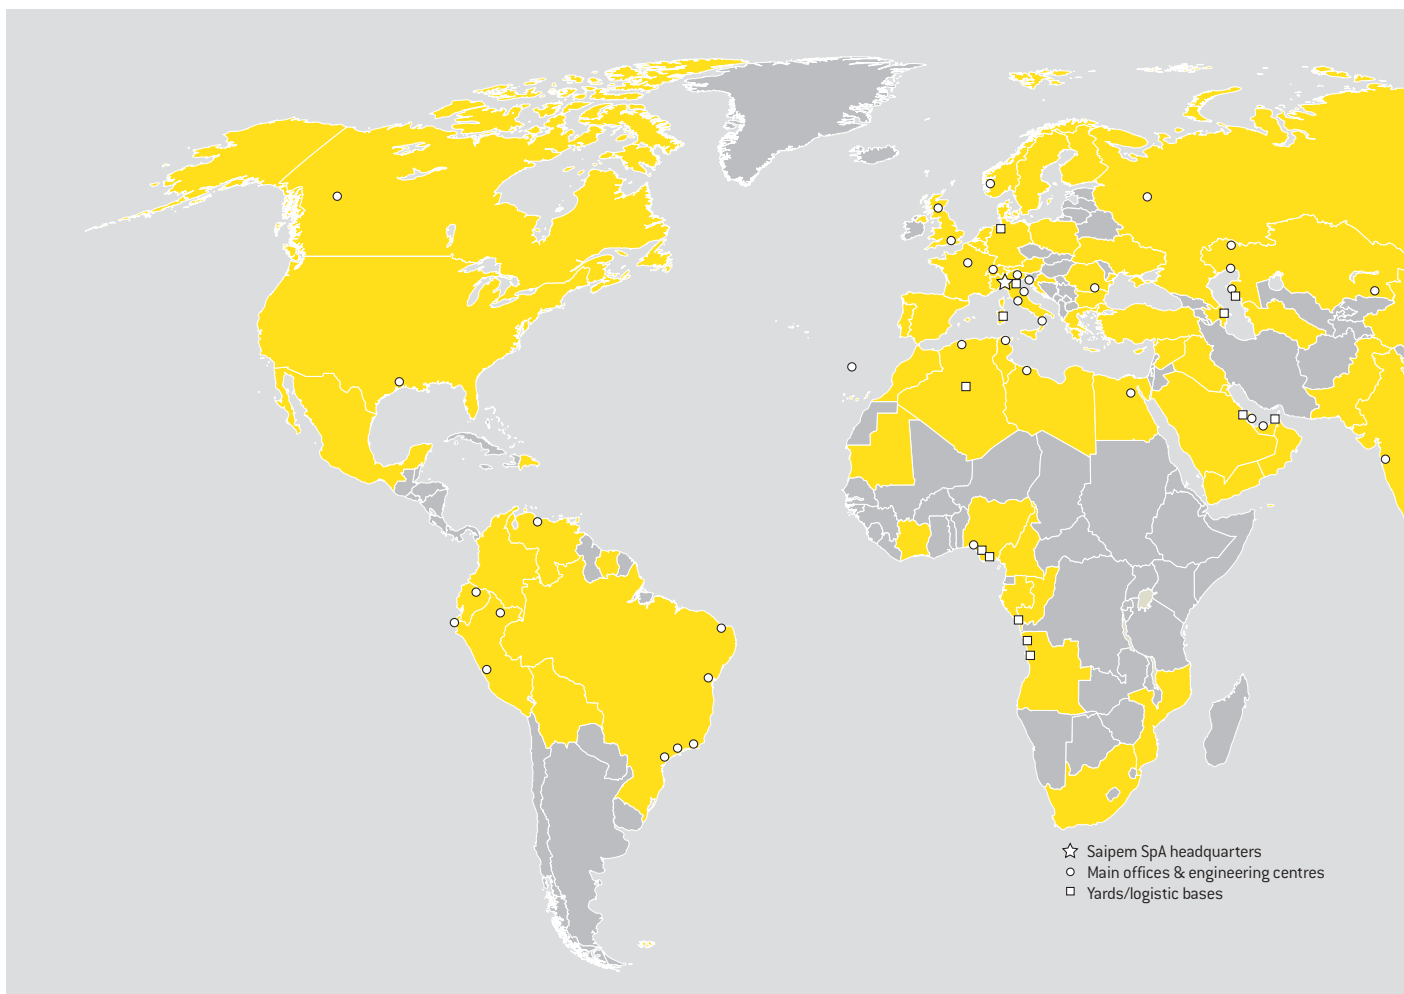 Saipem SpA headquarters
Main offices & engineering centres
Yards/logistic bases